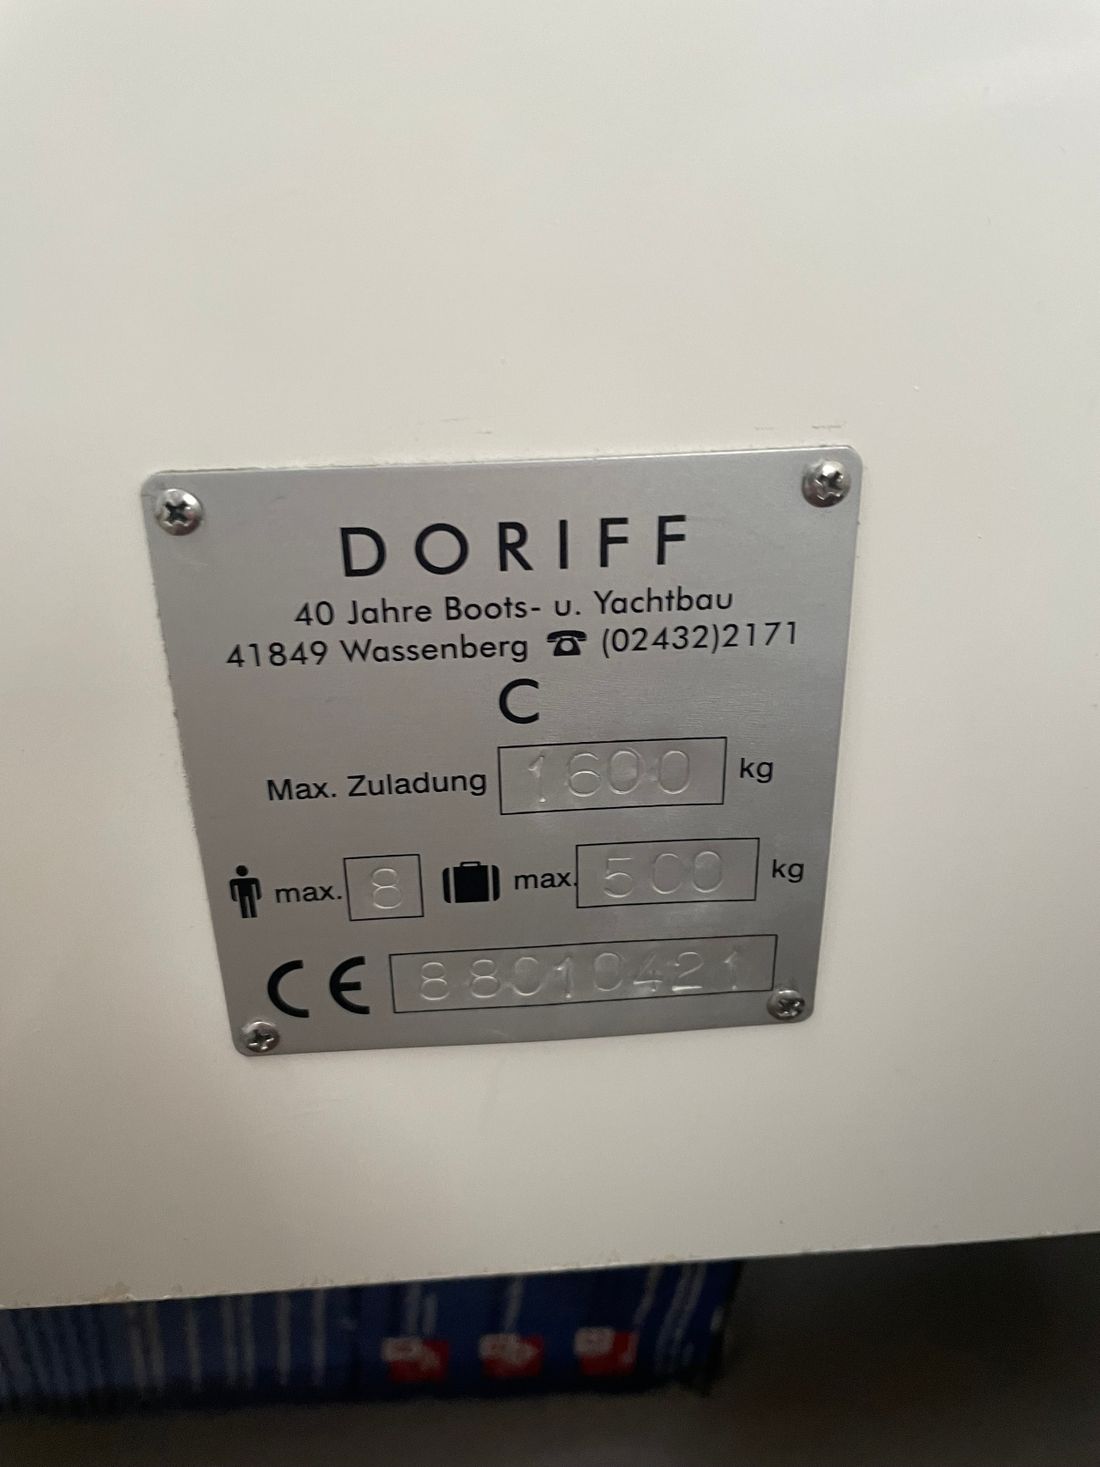 DORIFF
40 Jahre Boots- u. Yachtbau
41849 Wassenberg ☎ (02432)2171
C
Max. Zuladung 1600 kg
max. 8 max. 500 kg
CE 88010421